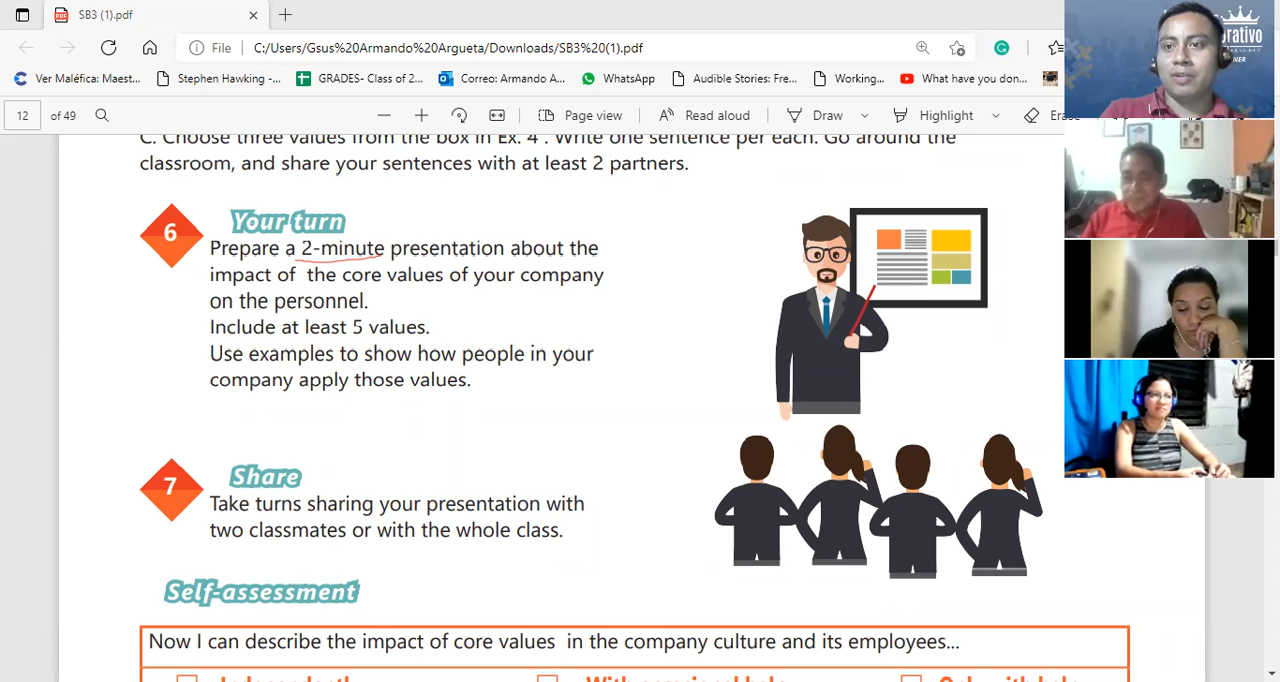 SB3 (1).pdf
File C:/Users/Gsus%20Armando%20Argueta/Downloads/SB3%20(1).pdf
Ver Maléfica: Maest... Stephen Hawking -... GRADES- Class of 2... Correo: Armando A... WhatsApp Audible Stories: Fre... Working... What have you don...
12 of 49 Page view Read aloud Draw Highlight
C. Choose three values from the box in Ex. 4 . Write one sentence per each. Go around the
classroom, and share your sentences with at least 2 partners.
6 Your turn
Prepare a 2-minute presentation about the
impact of the core values of your company
on the personnel.
Include at least 5 values.
Use examples to show how people in your
company apply those values.
7 Share
Take turns sharing your presentation with
two classmates or with the whole class.
Self-assessment
Now I can describe the impact of core values in the company culture and its employees...